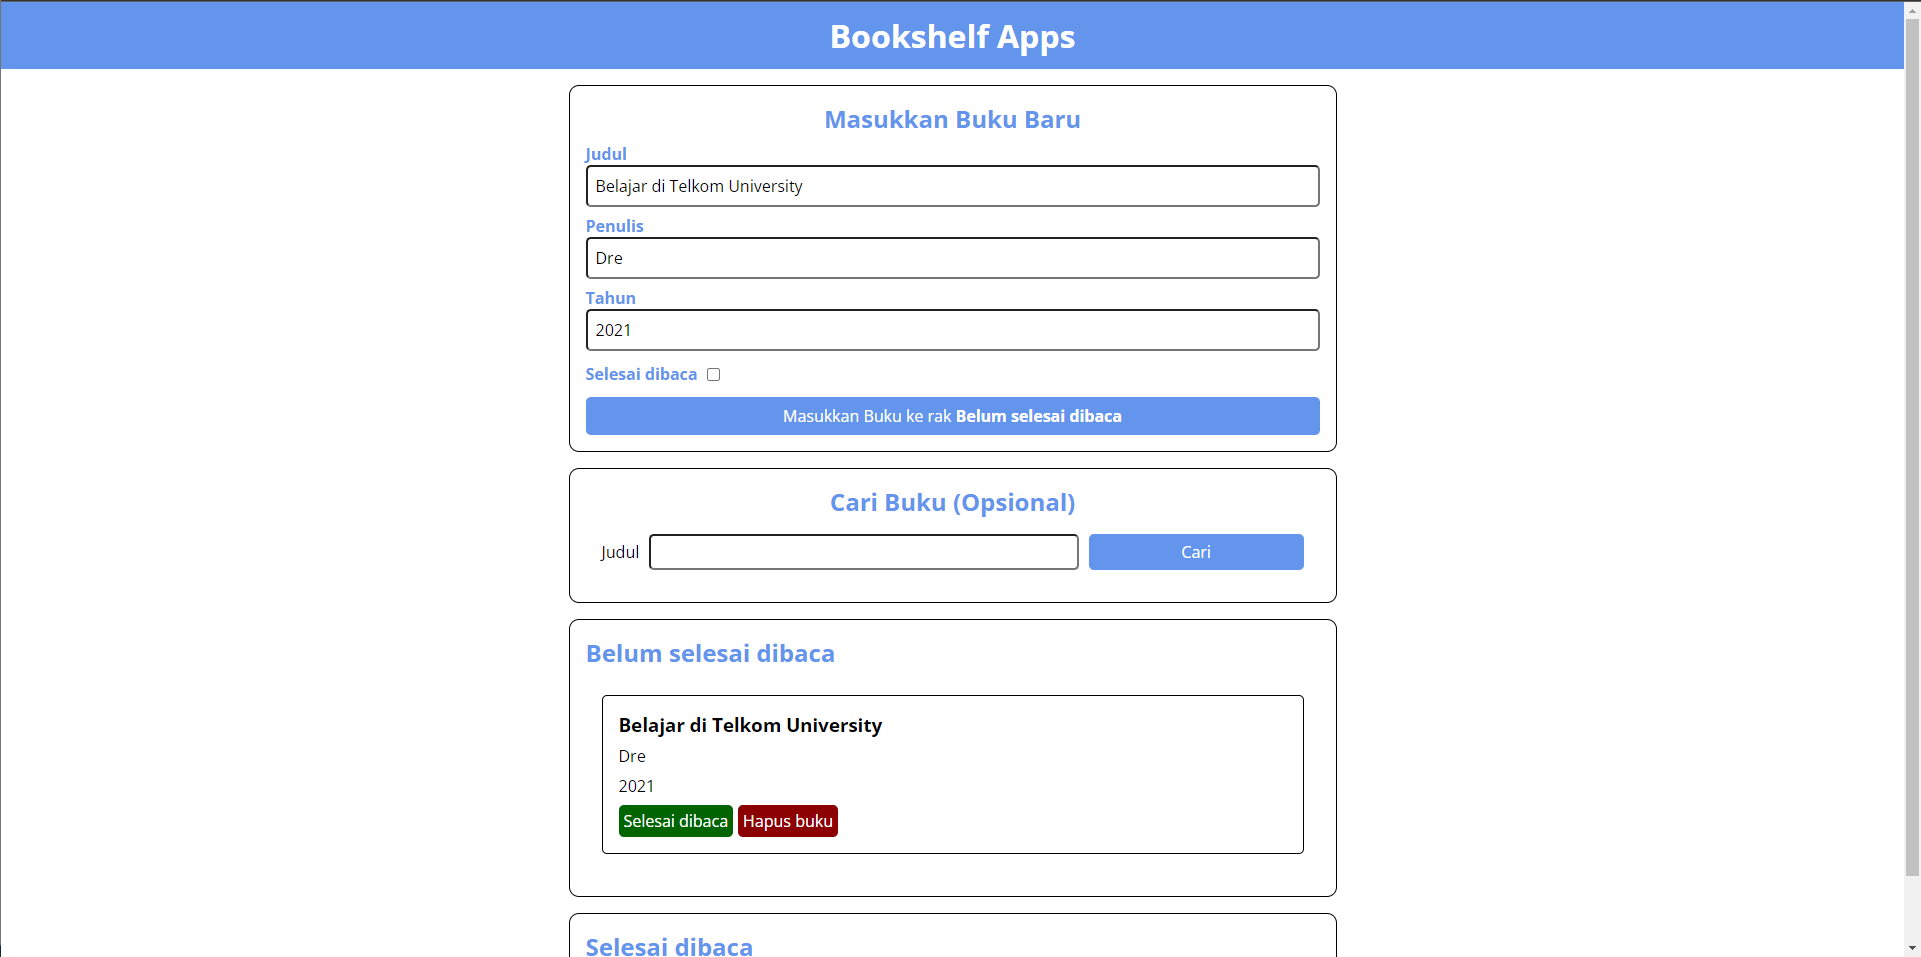 Bookshelf Apps
Masukkan Buku Baru
Judul
Belajar di Telkom University
Penulis
Dre
Tahun
2021
Selesai dibaca
Masukkan Buku ke rak Belum selesai dibaca
Cari Buku (Opsional)
Judul
Cari
Belum selesai dibaca
Belajar di Telkom University
Dre
2021
Selesai dibaca Hapus buku
Selesai dibaca